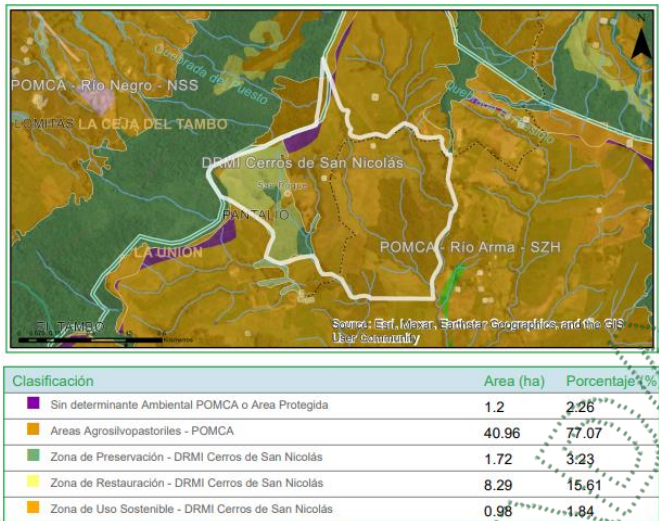 N
Quebrada del Puesto
POMCA - Río Negro - NSS
LOMITAS LA CEJA DEL TAMBO
DRMI Cerros de San Nicolás
PANTALIO
POMCA - Río Arma - SZH
LA UNION
EL TAMBO
Source: Esri, Maxar, Earthstar Geographics, and the GIS
User Community
Clasificación Area (ha) Porcentaje (%)
Sin determinante Ambiental POMCA o Area Protegida 1.2 2.26
Areas Agrosilvopastoriles - POMCA 40.96 77.07
Zona de Preservación - DRMI Cerros de San Nicolás 1.72 3.23
Zona de Restauración - DRMI Cerros de San Nicolás 8.29 15.61
Zona de Uso Sostenible - DRMI Cerros de San Nicolás 0.98 1.84